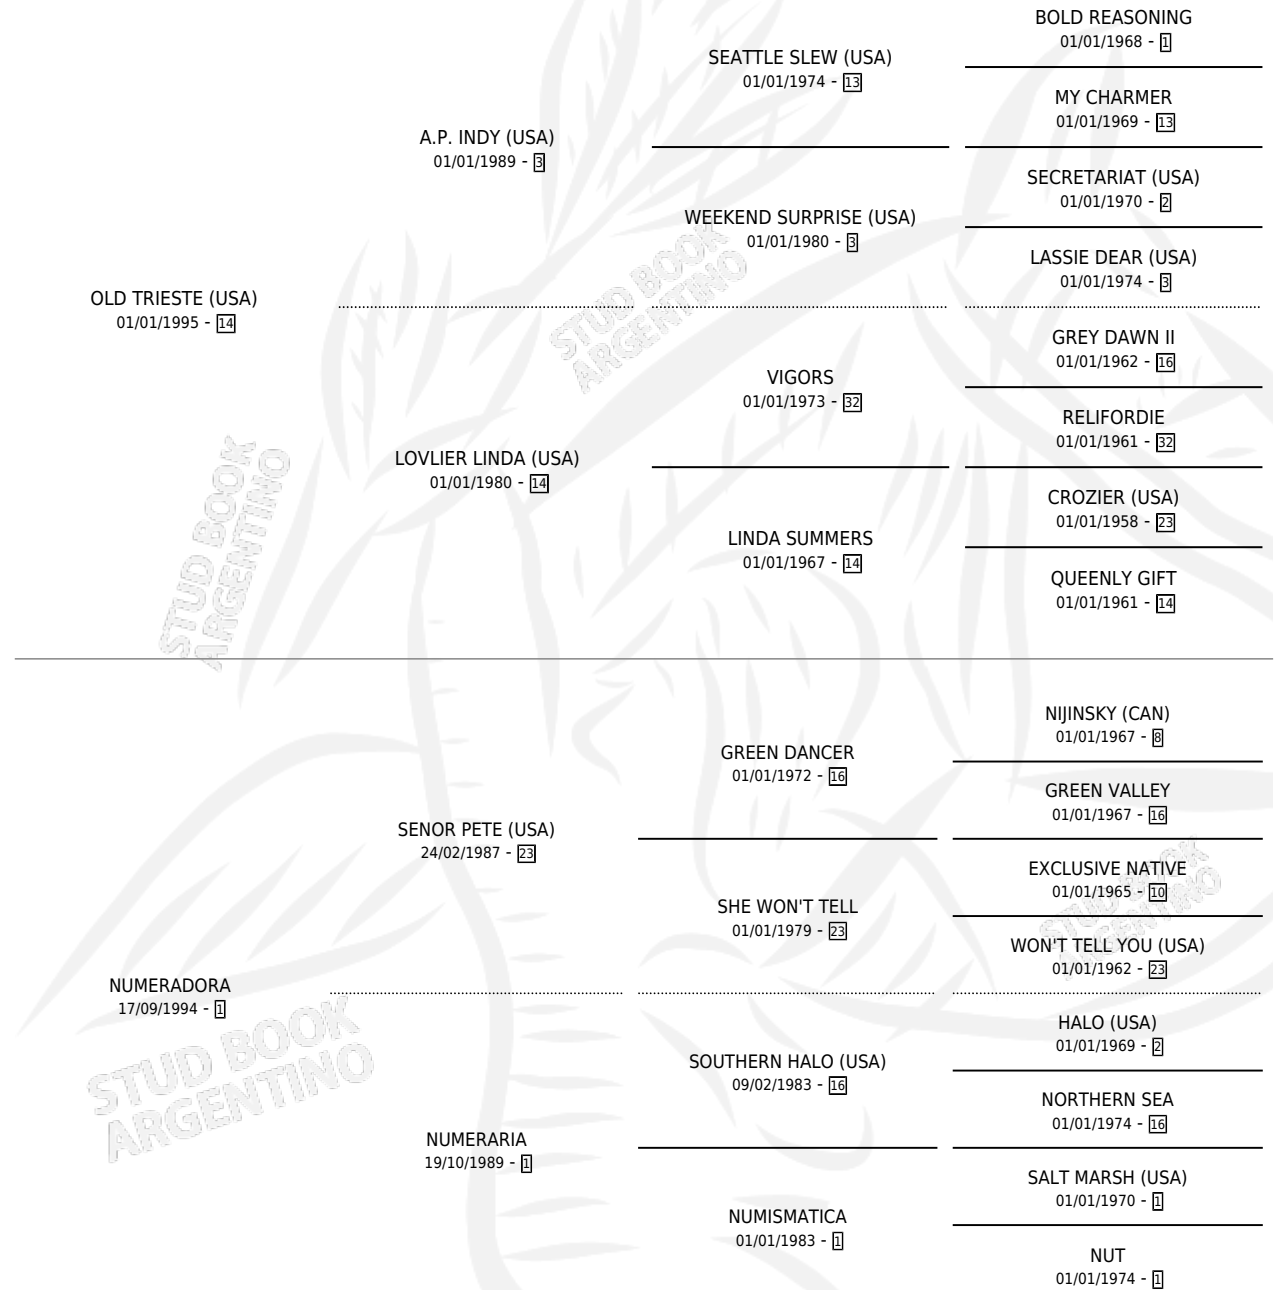 BOLD REASONING
01/01/1968 - 1
SEATTLE SLEW (USA)
01/01/1974 - 13
MY CHARMER
01/01/1969 - 13
A.P. INDY (USA)
01/01/1989 - 3
SECRETARIAT (USA)
01/01/1970 - 2
WEEKEND SURPRISE (USA)
01/01/1980 - 3
LASSIE DEAR (USA)
01/01/1974 - 3
OLD TRIESTE (USA)
01/01/1995 - 14
GREY DAWN II
01/01/1962 - 16
VIGORS
01/01/1973 - 32
RELIFORDIE
01/01/1961 - 32
LOVLIER LINDA (USA)
01/01/1980 - 14
CROZIER (USA)
01/01/1958 - 23
LINDA SUMMERS
01/01/1967 - 14
QUEENLY GIFT
01/01/1961 - 14
NIJINSKY (CAN)
01/01/1967 - 8
GREEN DANCER
01/01/1972 - 16
GREEN VALLEY
01/01/1967 - 16
SENOR PETE (USA)
24/02/1987 - 23
EXCLUSIVE NATIVE
01/01/1965 - 10
SHE WON'T TELL
01/01/1979 - 23
WON'T TELL YOU (USA)
01/01/1962 - 23
NUMERADORA
17/09/1994 - 1
HALO (USA)
01/01/1969 - 2
SOUTHERN HALO (USA)
09/02/1983 - 16
NORTHERN SEA
01/01/1974 - 16
NUMERARIA
19/10/1989 - 1
SALT MARSH (USA)
01/01/1970 - 1
NUMISMATICA
01/01/1983 - 1
NUT
01/01/1974 - 1
STUD BOOK
ARGENTINO
STUD BOOK
ARGENTINO
STUD BOOK
ARGENTINO
STUD BOOK
ARGENTINO